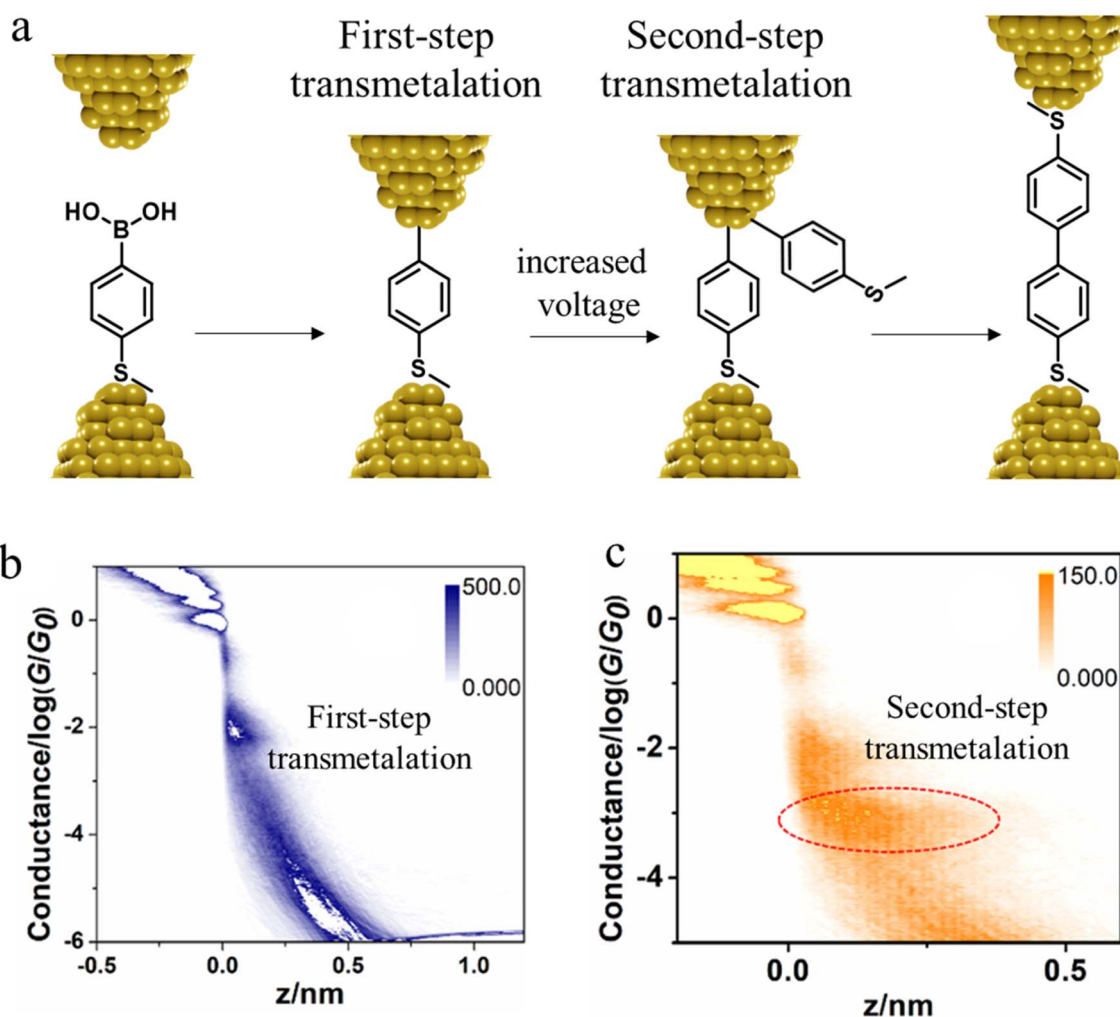 a
First-step
transmetalation
Second-step
transmetalation
HO
OH
B
S
increased
voltage
S
S
S
S
S
b
Conductance/log(G/G0)
0
-2
-4
-6
-0.5
0.0
0.5
1.0
z/nm
500.0
0.000
First-step
transmetalation
c
Conductance/log(G/G0)
0
-2
-4
0.0
0.5
z/nm
150.0
0.000
Second-step
transmetalation